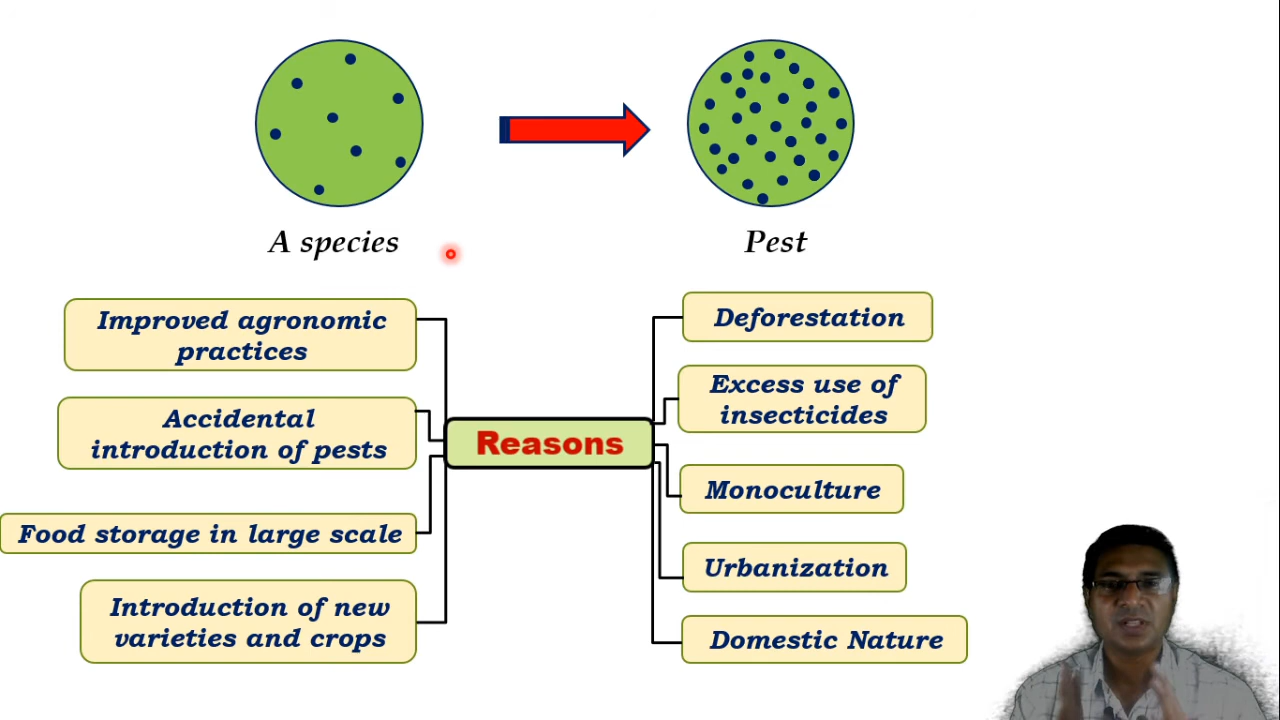 A species
Pest
Improved agronomic
practices
Accidental
introduction of pests
Food storage in large scale
Introduction of new
varieties and crops
Reasons
Deforestation
Excess use of
insecticides
Monoculture
Urbanization
Domestic Nature